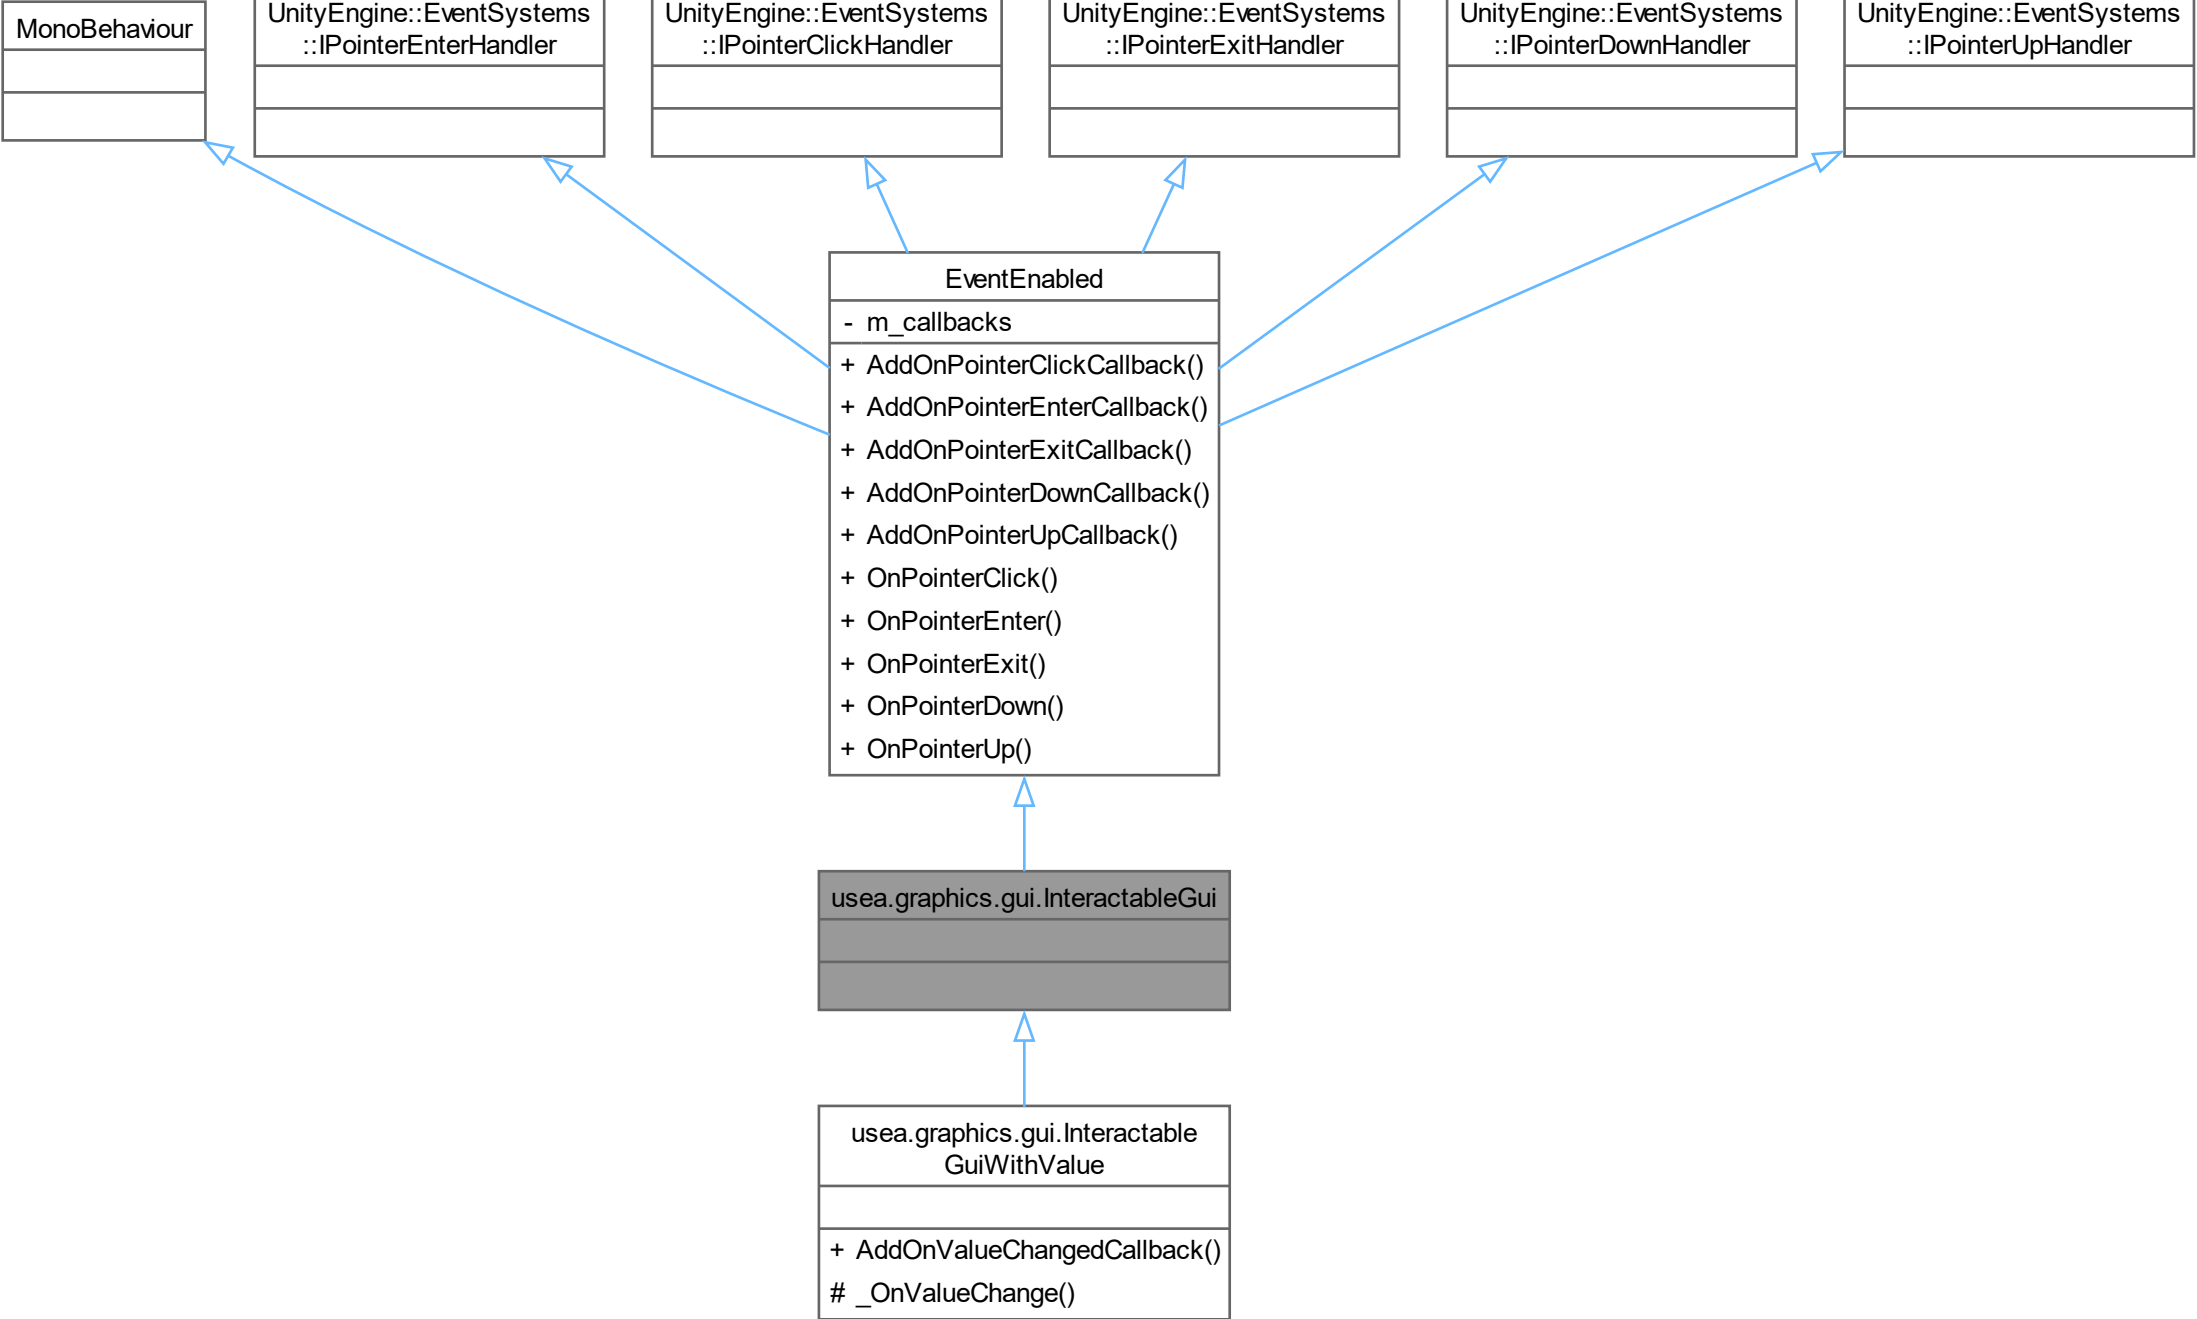 MonoBehaviour
UnityEngine::EventSystems
::IPointerEnterHandler
UnityEngine::EventSystems
::IPointerClickHandler
UnityEngine::EventSystems
::IPointerExitHandler
UnityEngine::EventSystems
::IPointerDownHandler
UnityEngine::EventSystems
::IPointerUpHandler
EventEnabled
- m_callbacks
+ AddOnPointerClickCallback()
+ AddOnPointerEnterCallback()
+ AddOnPointerExitCallback()
+ AddOnPointerDownCallback()
+ AddOnPointerUpCallback()
+ OnPointerClick()
+ OnPointerEnter()
+ OnPointerExit()
+ OnPointerDown()
+ OnPointerUp()
usea.graphics.gui.InteractableGui
usea.graphics.gui.Interactable
GuiWithValue
+ AddOnValueChangedCallback()
# _OnValueChange()